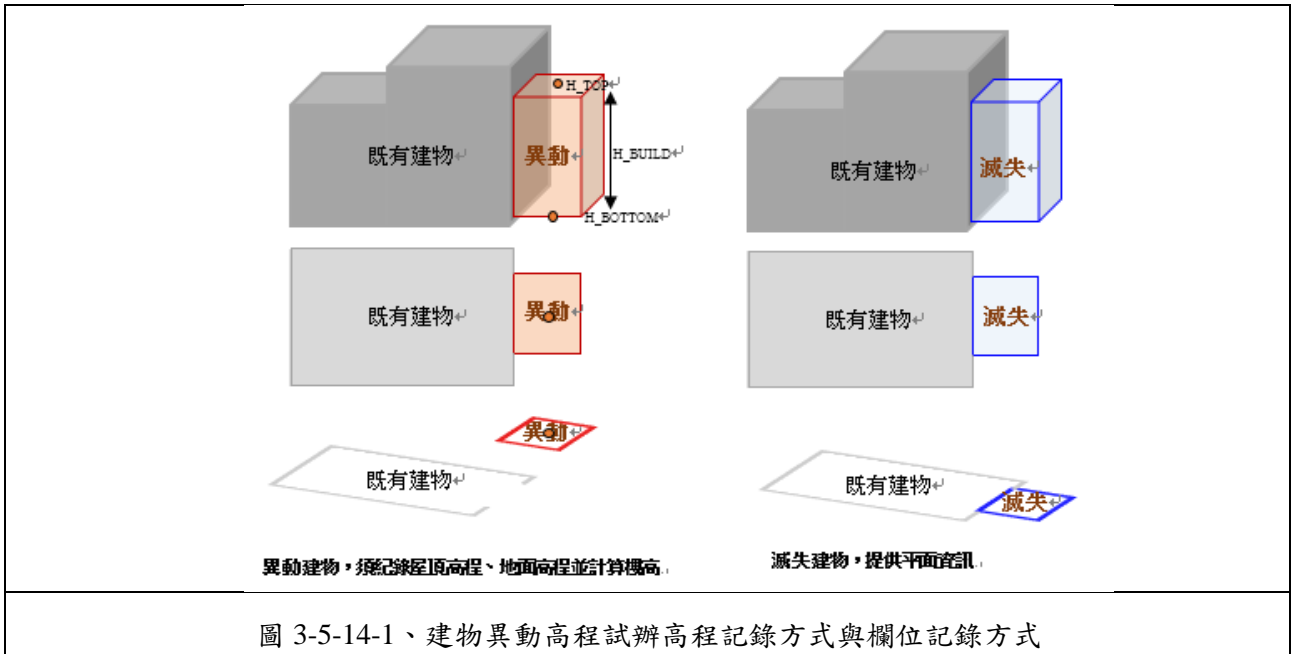 H_TOP↵
既有建物↵
異動↵
H_BUILD↵
H_BOTTOM↵
既有建物↵
滅失↵
既有建物↵
異動↵
既有建物↵
滅失↵
異動↵
既有建物↵
既有建物↵
滅失↵
異動建物，須紀錄屋頂高程、地面高程並計算樓高.
滅失建物，提供平面資訊.
圖 3-5-14-1、建物異動高程試辦高程記錄方式與欄位記錄方式